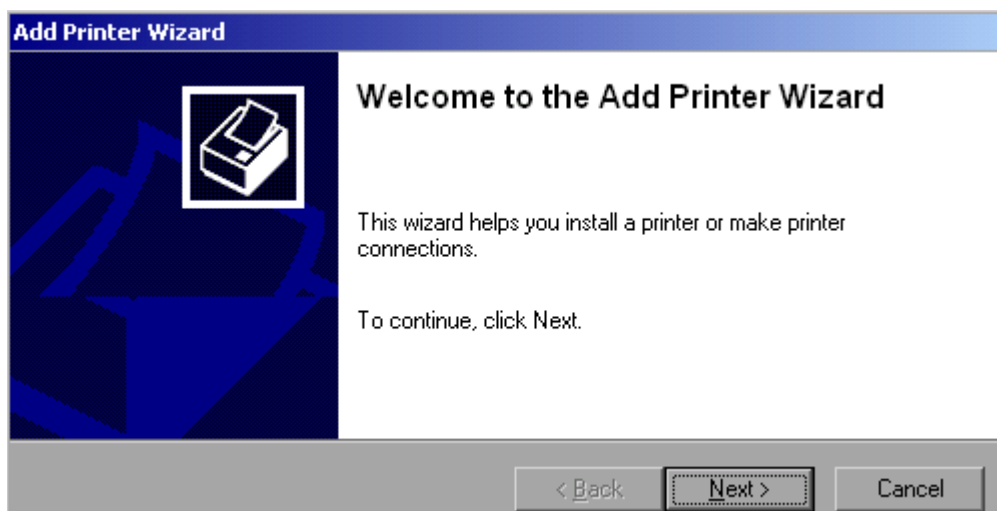 Add Printer Wizard
Welcome to the Add Printer Wizard
This wizard helps you install a printer or make printer
connections.
To continue, click Next.
< Back Next > Cancel